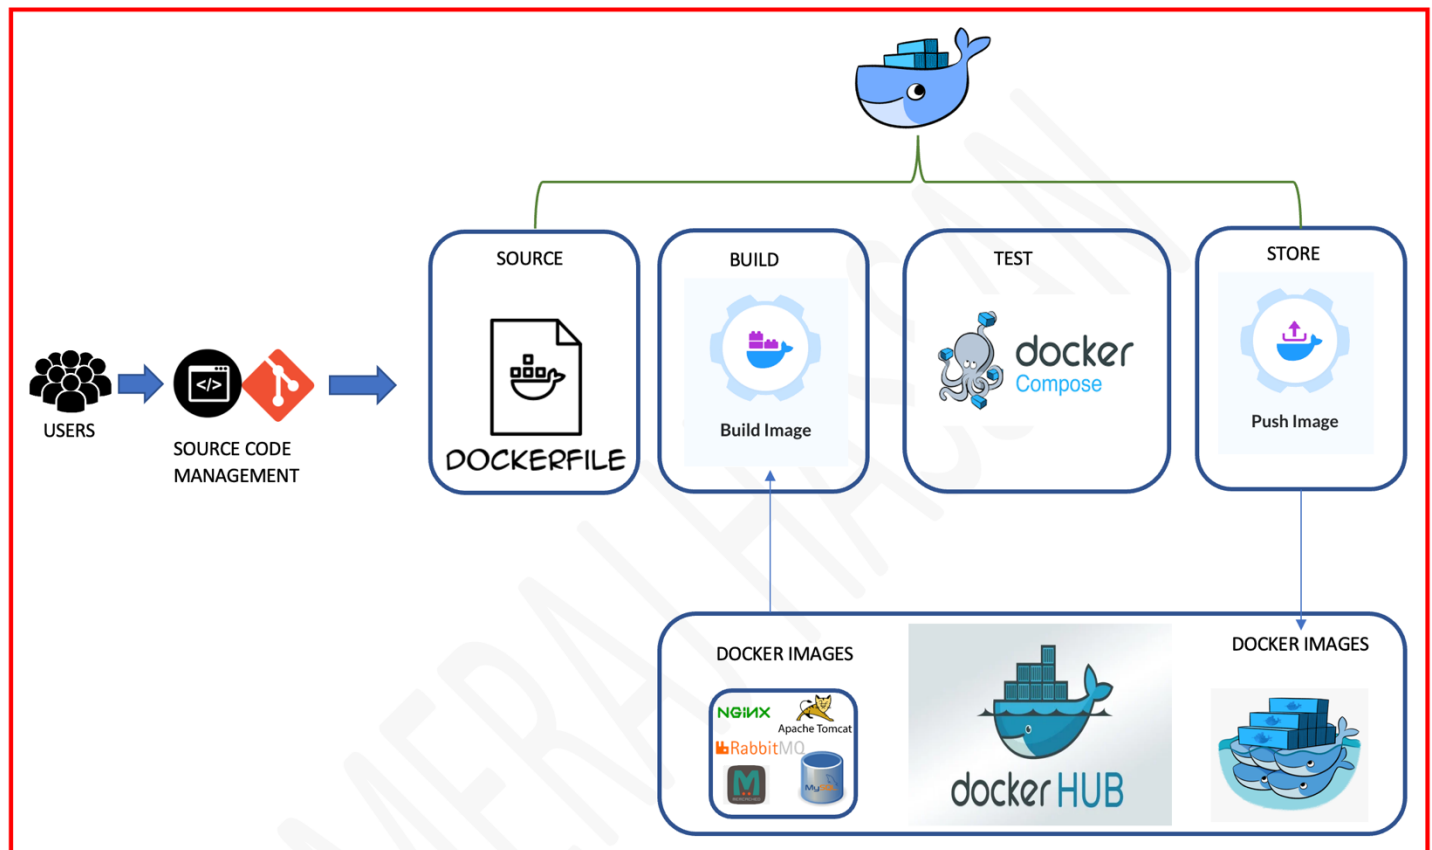 SOURCE
BUILD
TEST
STORE
</>
docker
Compose
Build Image
Push Image
USERS
SOURCE CODE
MANAGEMENT
DOCKERFILE
DOCKER IMAGES
DOCKER IMAGES
NGINX
Apache Tomcat
RabbitMQ
M
docker HUB